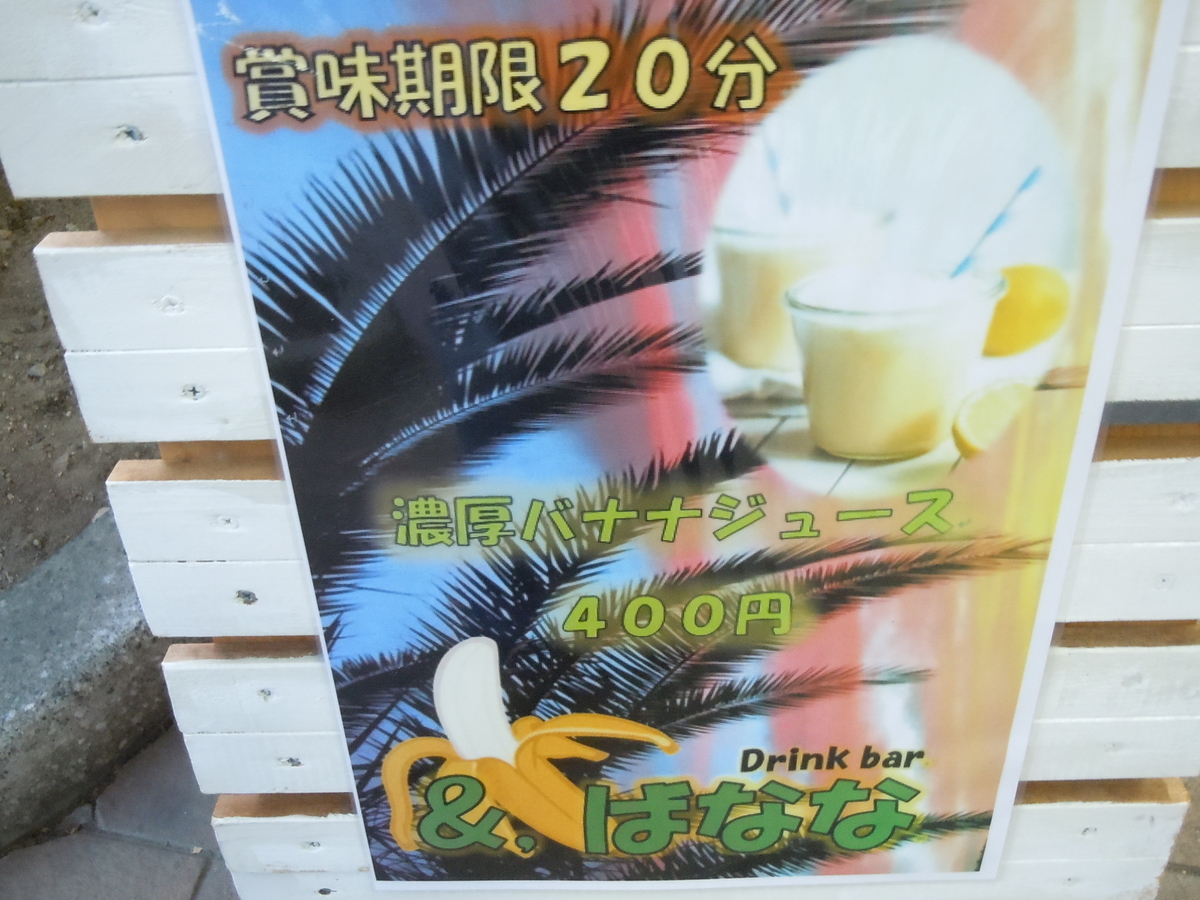 賞味期限２０分
濃厚バナナジュース
４００円
Drink bar
&,ばなな